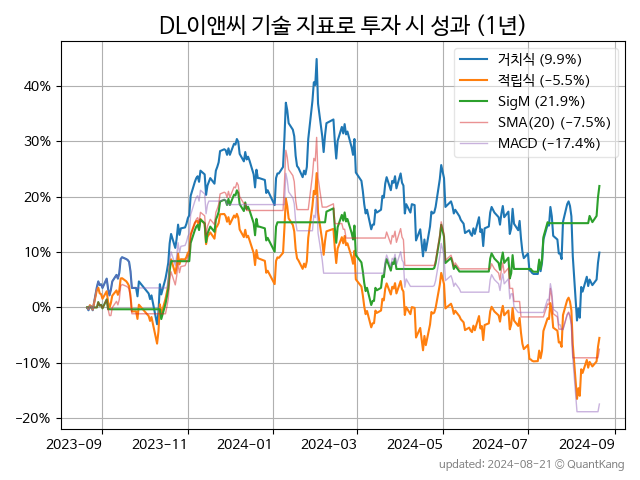 DL이앤씨 기술 지표로 투자 시 성과 (1년)
거치식 (9.9%)
적립식 (−5.5%)
SigM (21.9%)
SMA(20) (−7.5%)
MACD (−17.4%)
40%
30%
20%
10%
0%
−10%
−20%
2023-09
2023-11
2024-01
2024-03
2024-05
2024-07
2024-09
updated: 2024-08-21 © QuantKang